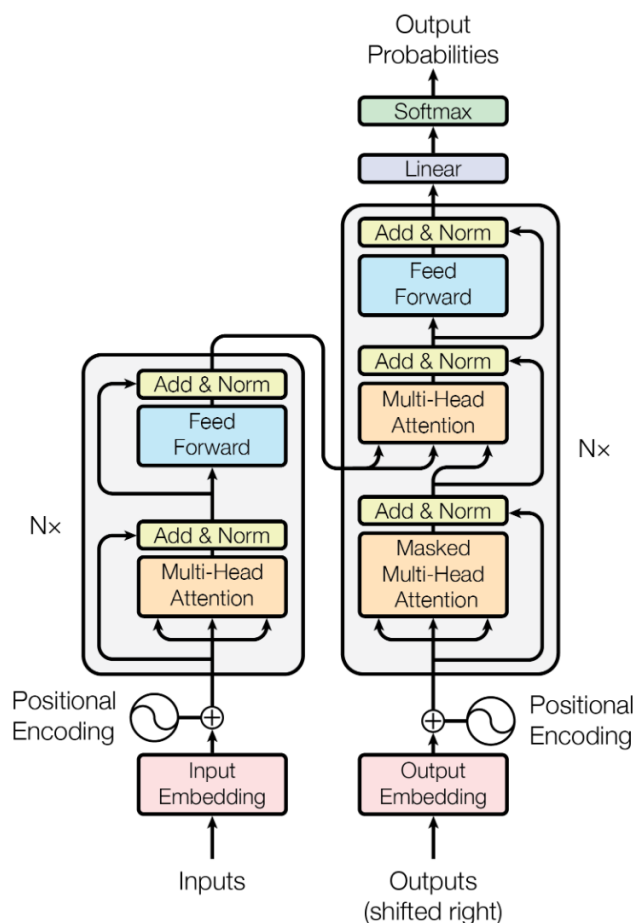 Output
Probabilities
Softmax
Linear
Add & Norm
Feed
Forward
Add & Norm
Multi-Head
Attention
N×
Add & Norm
Masked
Multi-Head
Attention
Add & Norm
Feed
Forward
N×
Add & Norm
Multi-Head
Attention
Positional
Encoding
Positional
Encoding
Input
Embedding
Output
Embedding
Inputs
Outputs
(shifted right)